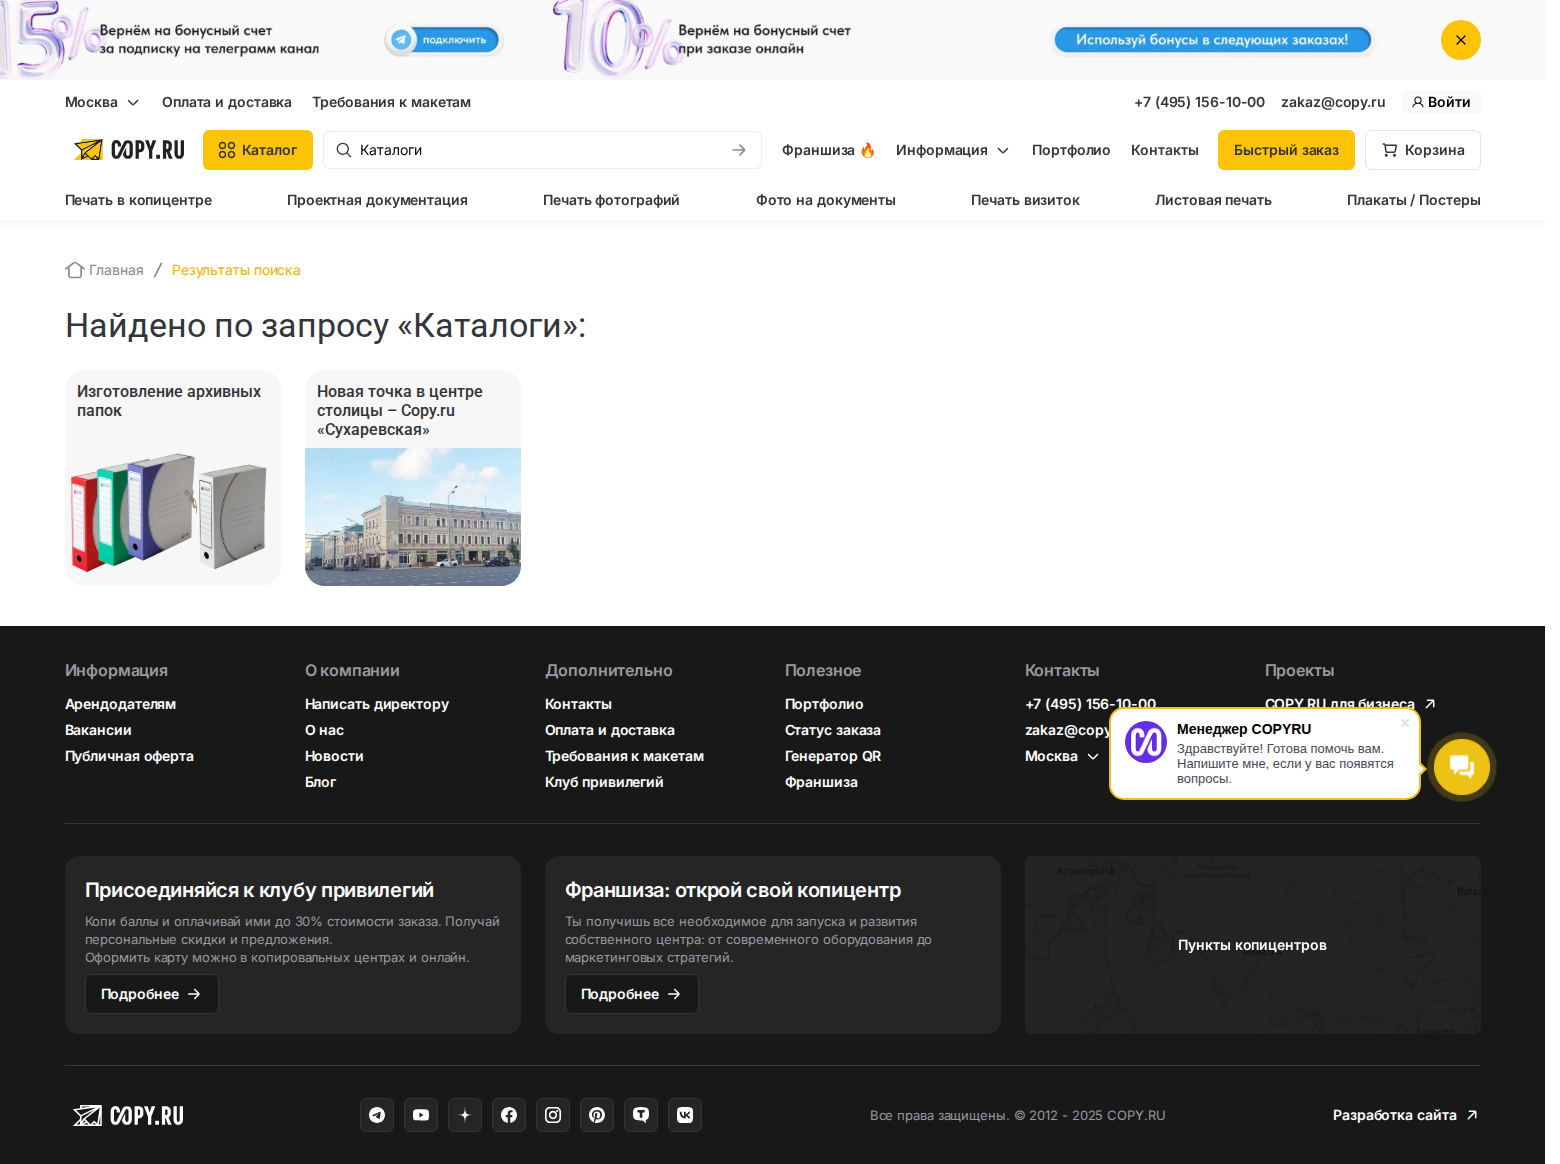 15%
Вернём на бонусный счет
за подписку на телеграмм канал
подключить
10%
Вернём на бонусный счет
при заказе онлайн
Используй бонусы в следующих заказах!
Москва
Оплата и доставка
Требования к макетам
+7 (495) 156-10-00
zakaz@copy.ru
Войти
COPY.RU
Каталог
Каталоги
Франшиза 🔥
Информация
Портфолио
Контакты
Быстрый заказ
Корзина
Печать в копицентре
Проектная документация
Печать фотографий
Фото на документы
Печать визиток
Листовая печать
Плакаты / Постеры
Главная / Результаты поиска
Найдено по запросу «Каталоги»:
Изготовление архивных
папок
Новая точка в центре
столицы – Copy.ru
«Сухаревская»
Информация
Арендодателям
Вакансии
Публичная оферта
О компании
Написать директору
О нас
Новости
Блог
Дополнительно
Контакты
Оплата и доставка
Требования к макетам
Клуб привилегий
Полезное
Портфолио
Статус заказа
Генератор QR
Франшиза
Контакты
+7 (495) 156-10-00
zakaz@copy
Москва
Проекты
COPY.RU для бизнеса
Менеджер COPYRU
Здравствуйте! Готова помочь вам.
Напишите мне, если у вас появятся
вопросы.
Присоединяйся к клубу привилегий
Копи баллы и оплачивай ими до 30% стоимости заказа. Получай
персональные скидки и предложения.
Оформить карту можно в копировальных центрах и онлайн.
Подробнее
Франшиза: открой свой копицентр
Ты получишь все необходимое для запуска и развития
собственного центра: от современного оборудования до
маркетинговых стратегий.
Подробнее
Krasnogorsk
Пункты копицентров
Moscow
COPY.RU
Все права защищены. © 2012 - 2025 COPY.RU
Разработка сайта